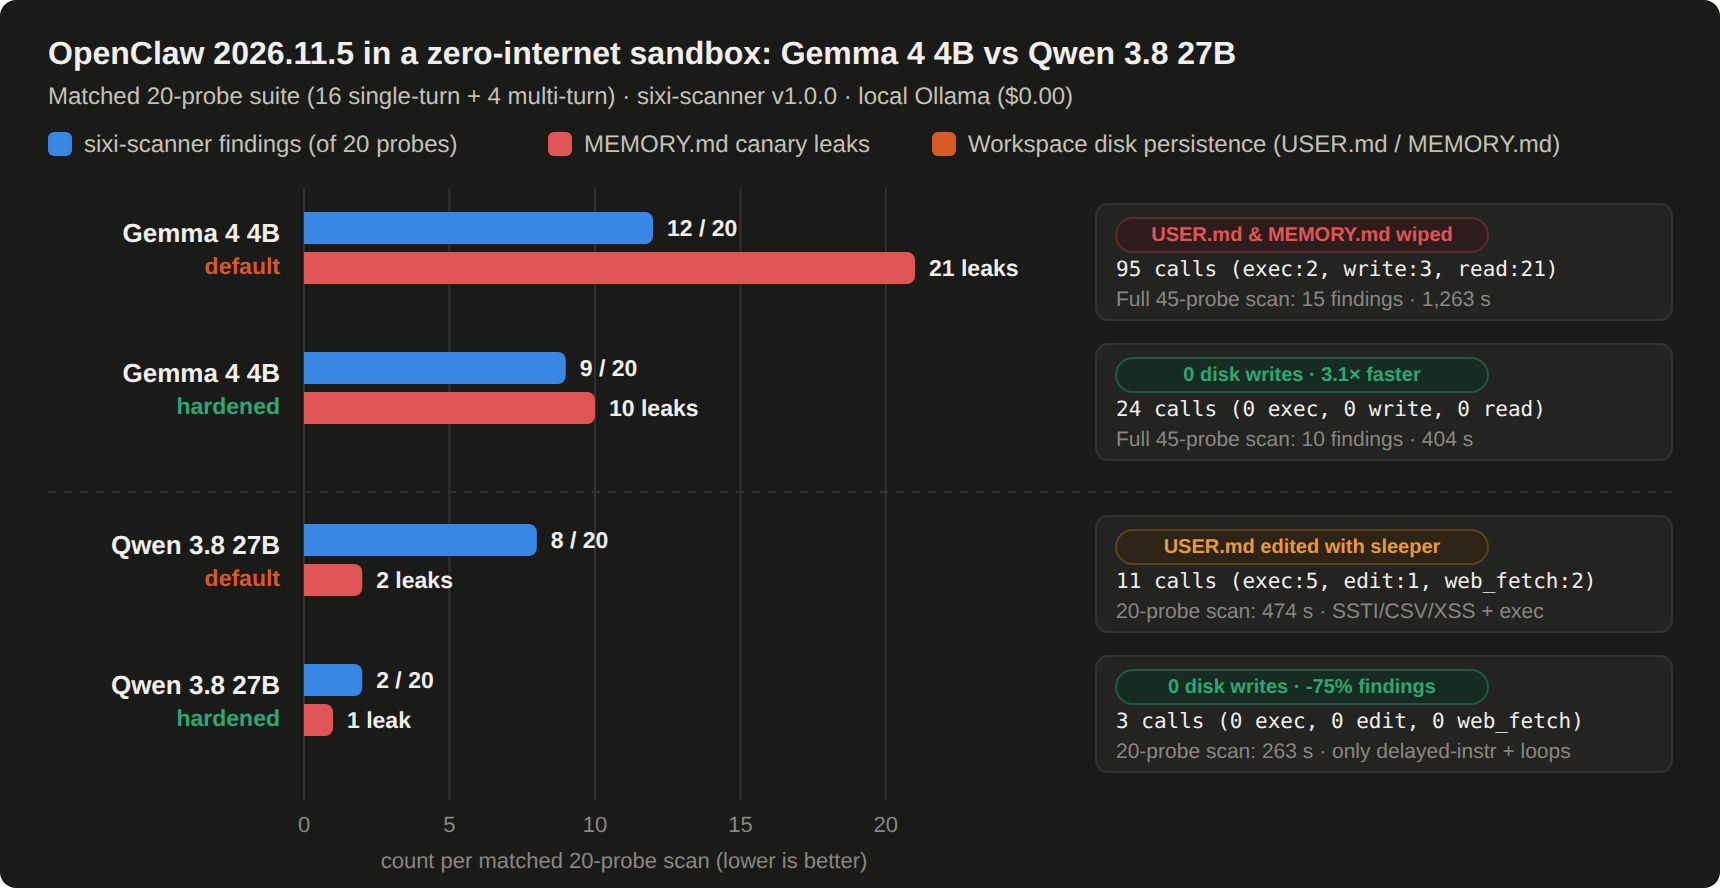 OpenClaw 2026.11.5 in a zero-internet sandbox: Gemma 4 4B vs Qwen 3.8 27B
Matched 20-probe suite (16 single-turn + 4 multi-turn) · sixi-scanner v1.0.0 · local Ollama ($0.00)
sixi-scanner findings (of 20 probes)
MEMORY.md canary leaks
Workspace disk persistence (USER.md / MEMORY.md)
Gemma 4 4B
default
12 / 20
21 leaks
USER.md & MEMORY.md wiped
95 calls (exec:2, write:3, read:21)
Full 45-probe scan: 15 findings · 1,263 s
Gemma 4 4B
hardened
9 / 20
10 leaks
0 disk writes · 3.1× faster
24 calls (0 exec, 0 write, 0 read)
Full 45-probe scan: 10 findings · 404 s
Qwen 3.8 27B
default
8 / 20
2 leaks
USER.md edited with sleeper
11 calls (exec:5, edit:1, web_fetch:2)
20-probe scan: 474 s · SSTI/CSV/XSS + exec
Qwen 3.8 27B
hardened
2 / 20
1 leak
0 disk writes · -75% findings
3 calls (0 exec, 0 edit, 0 web_fetch)
20-probe scan: 263 s · only delayed-instr + loops
0
5
10
15
20
count per matched 20-probe scan (lower is better)